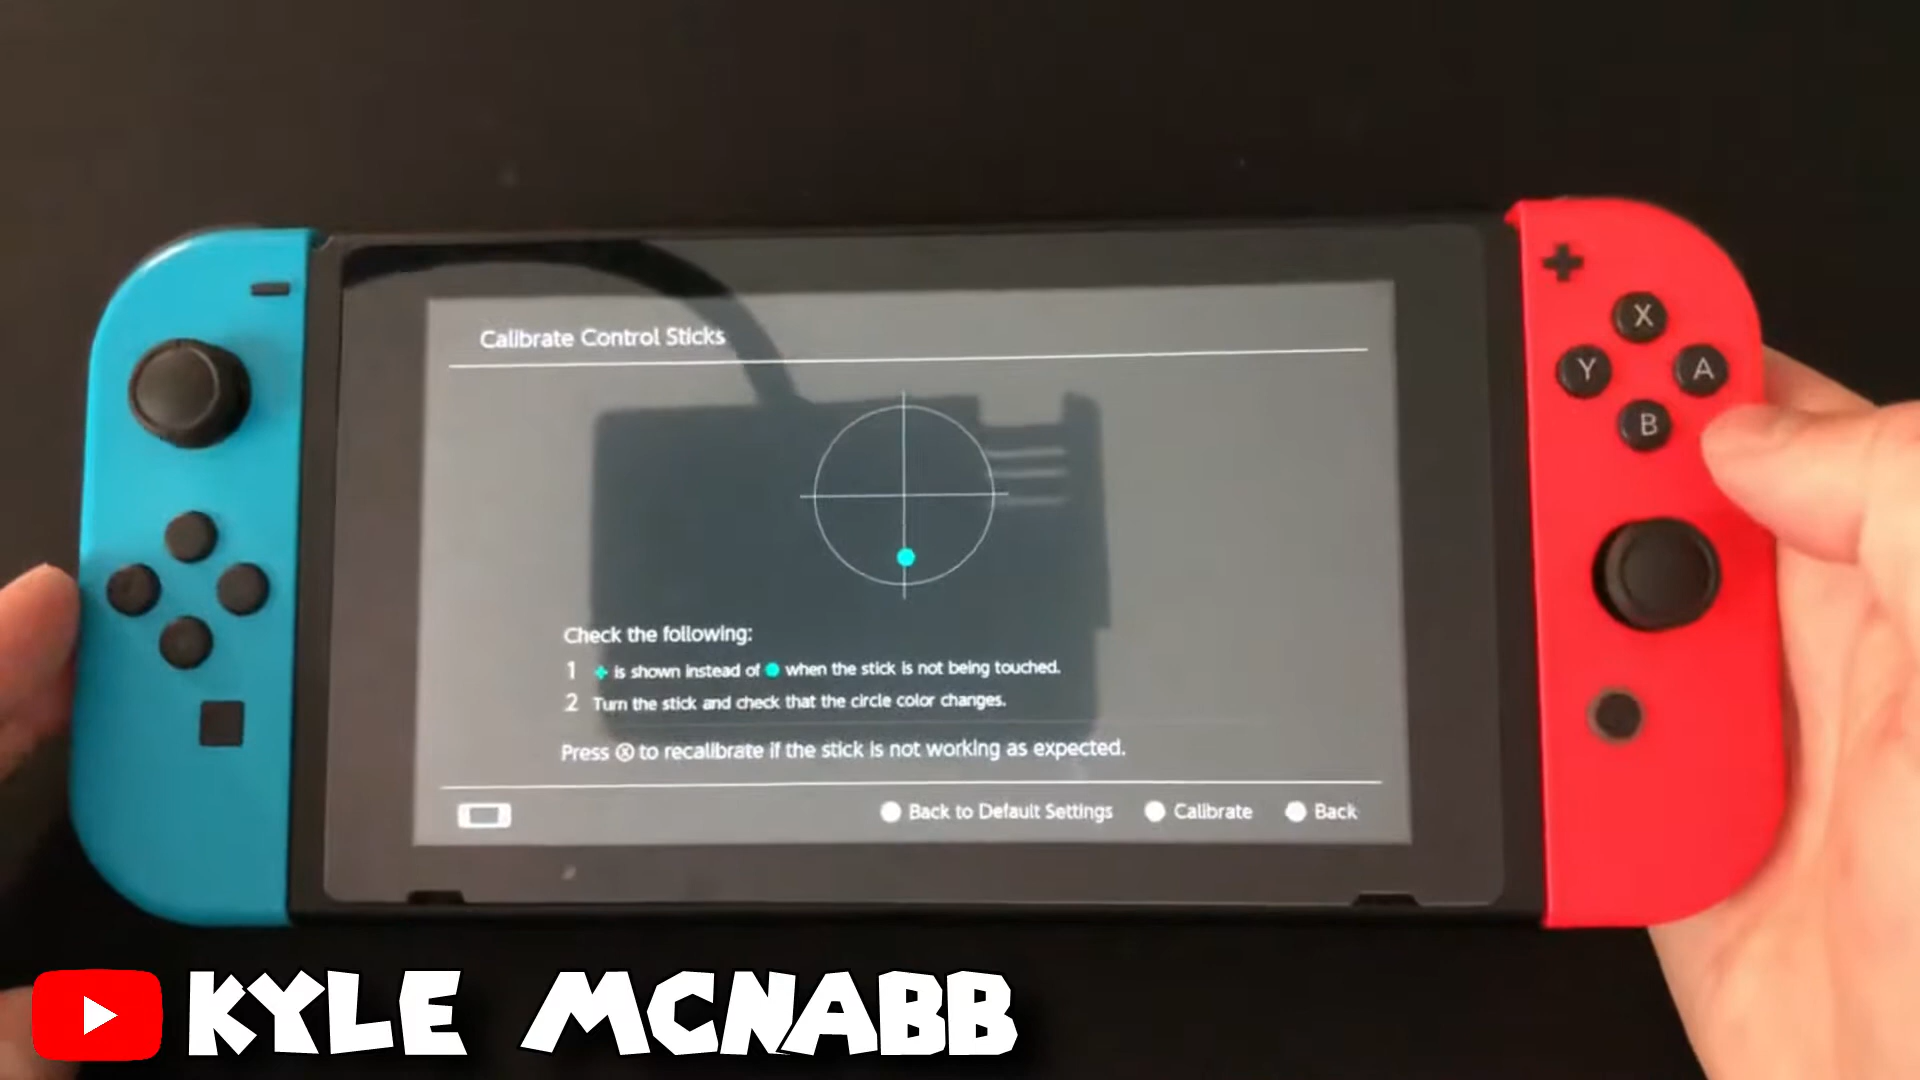 Calibrate Control Sticks
X
Y
A
B
Check the following:
1 + is shown instead of ● when the stick is not being touched.
2 Turn the stick and check that the circle color changes.
Press Ⓧ to recalibrate if the stick is not working as expected.
Back to Default Settings
Calibrate
Back
KYLE MCNABB